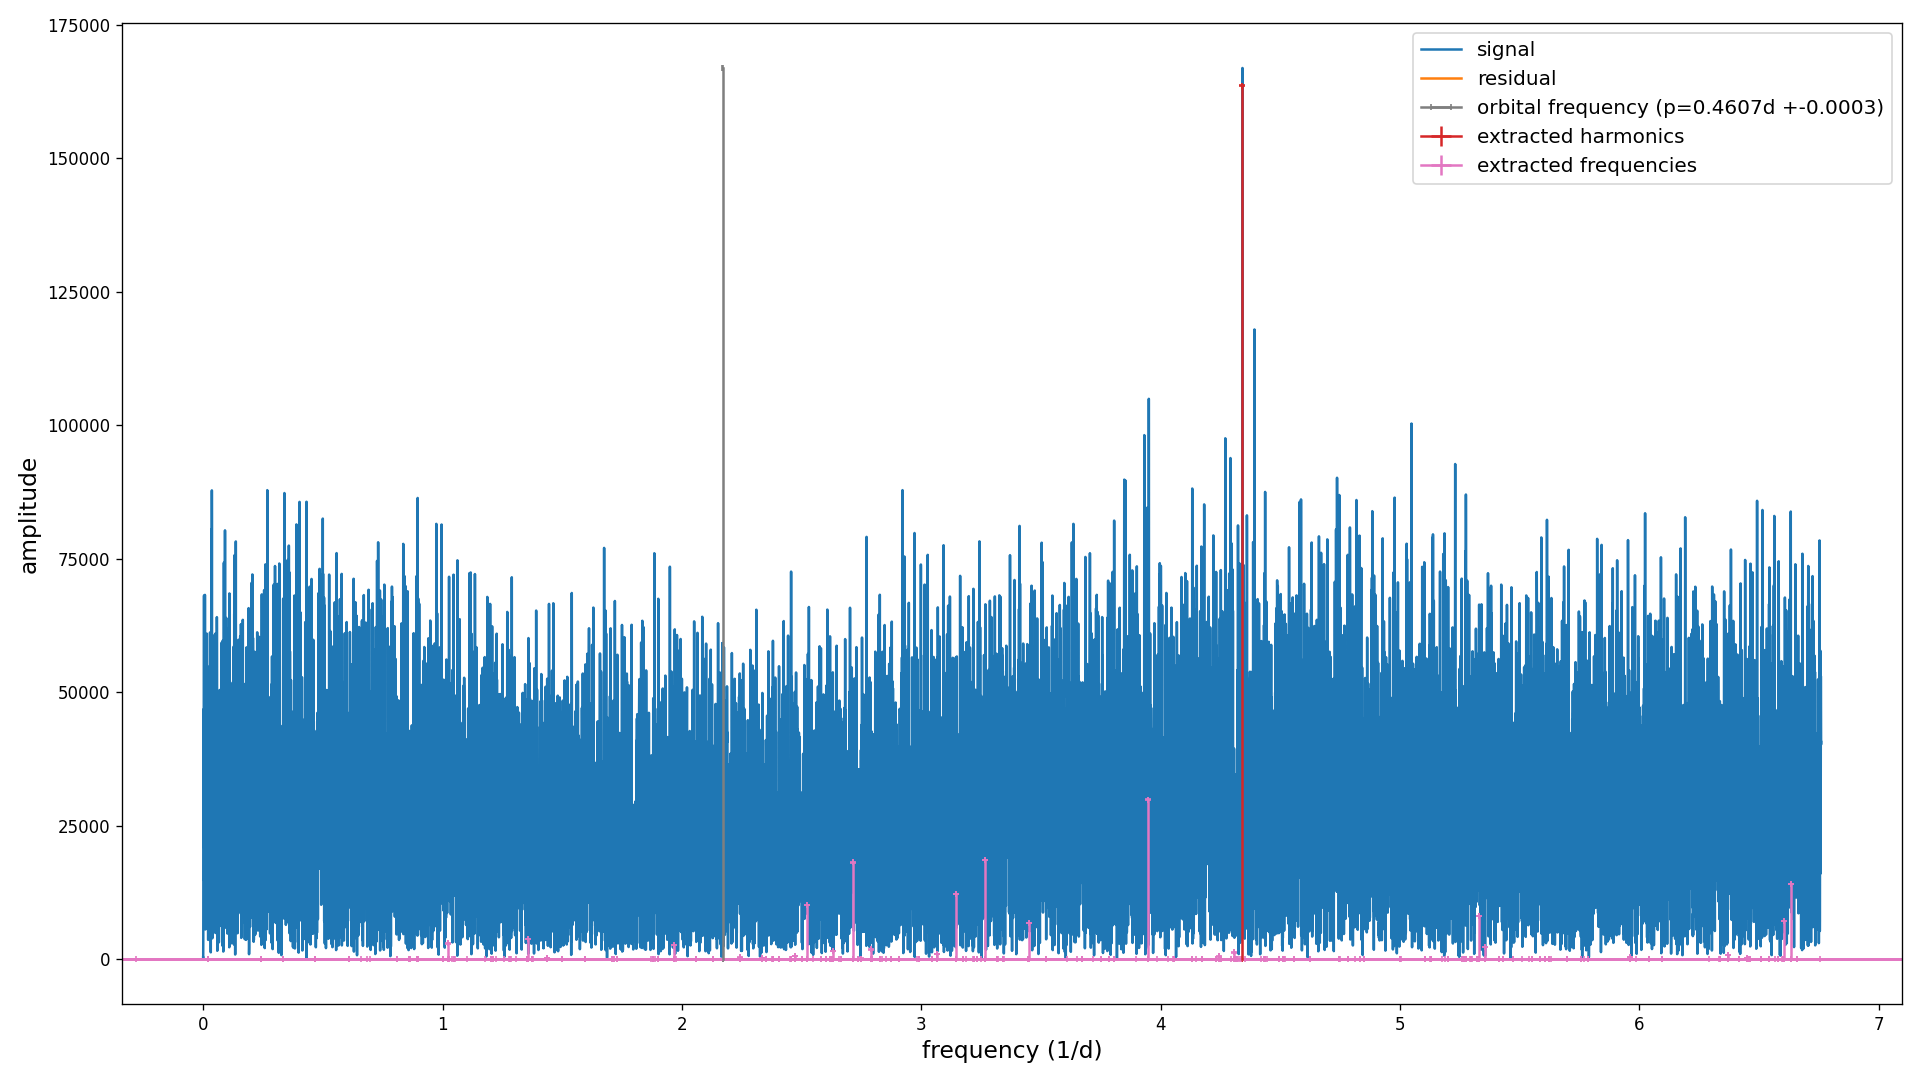 175000
150000
125000
100000
75000
50000
25000
0
amplitude
signal
residual
orbital frequency (p=0.4607d +-0.0003)
extracted harmonics
extracted frequencies
0 1 2 3 4 5 6 7
frequency (1/d)